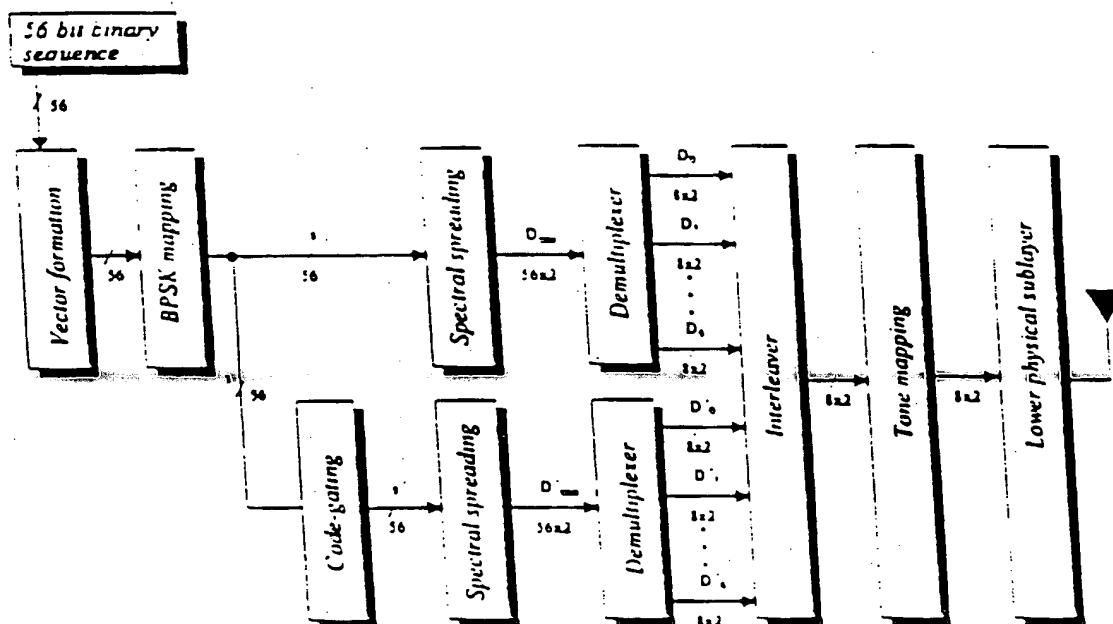 56 bit binary
sequence
56
Vector formation
56
BPSK mapping
56
Spectral spreading
56x2
Demultiplexer
8x2
8x2
8x2
56
Code-gating
56
Spectral spreading
56x2
Demultiplexer
8x2
8x2
8x2
Interleaver
8x2
Tone mapping
8x2
Lower physical sublayer